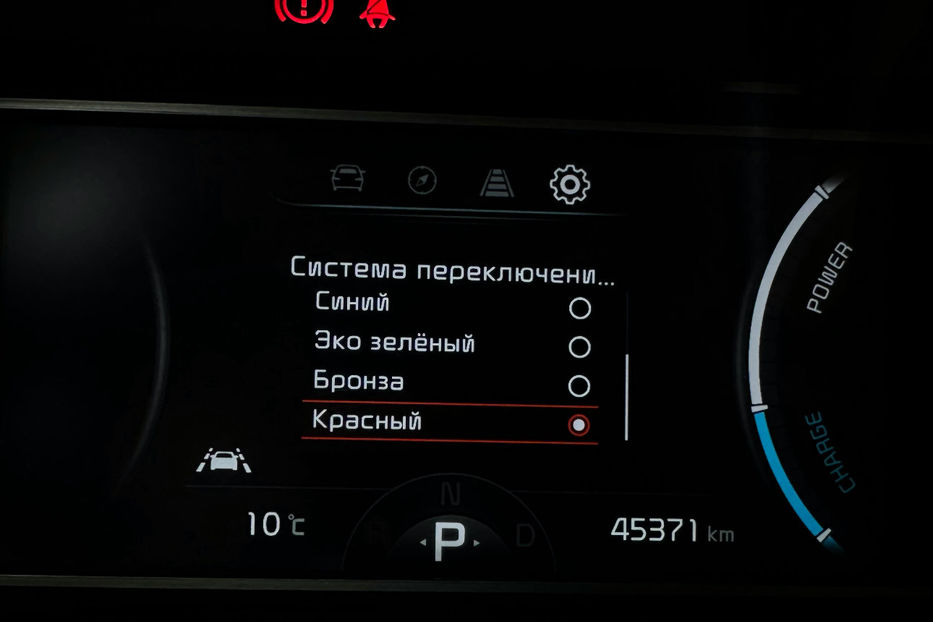 Система переключени...
Синий
Эко зелёный
Бронза
Красный
POWER
CHARGE
N
10 °C
R P D
45371 km